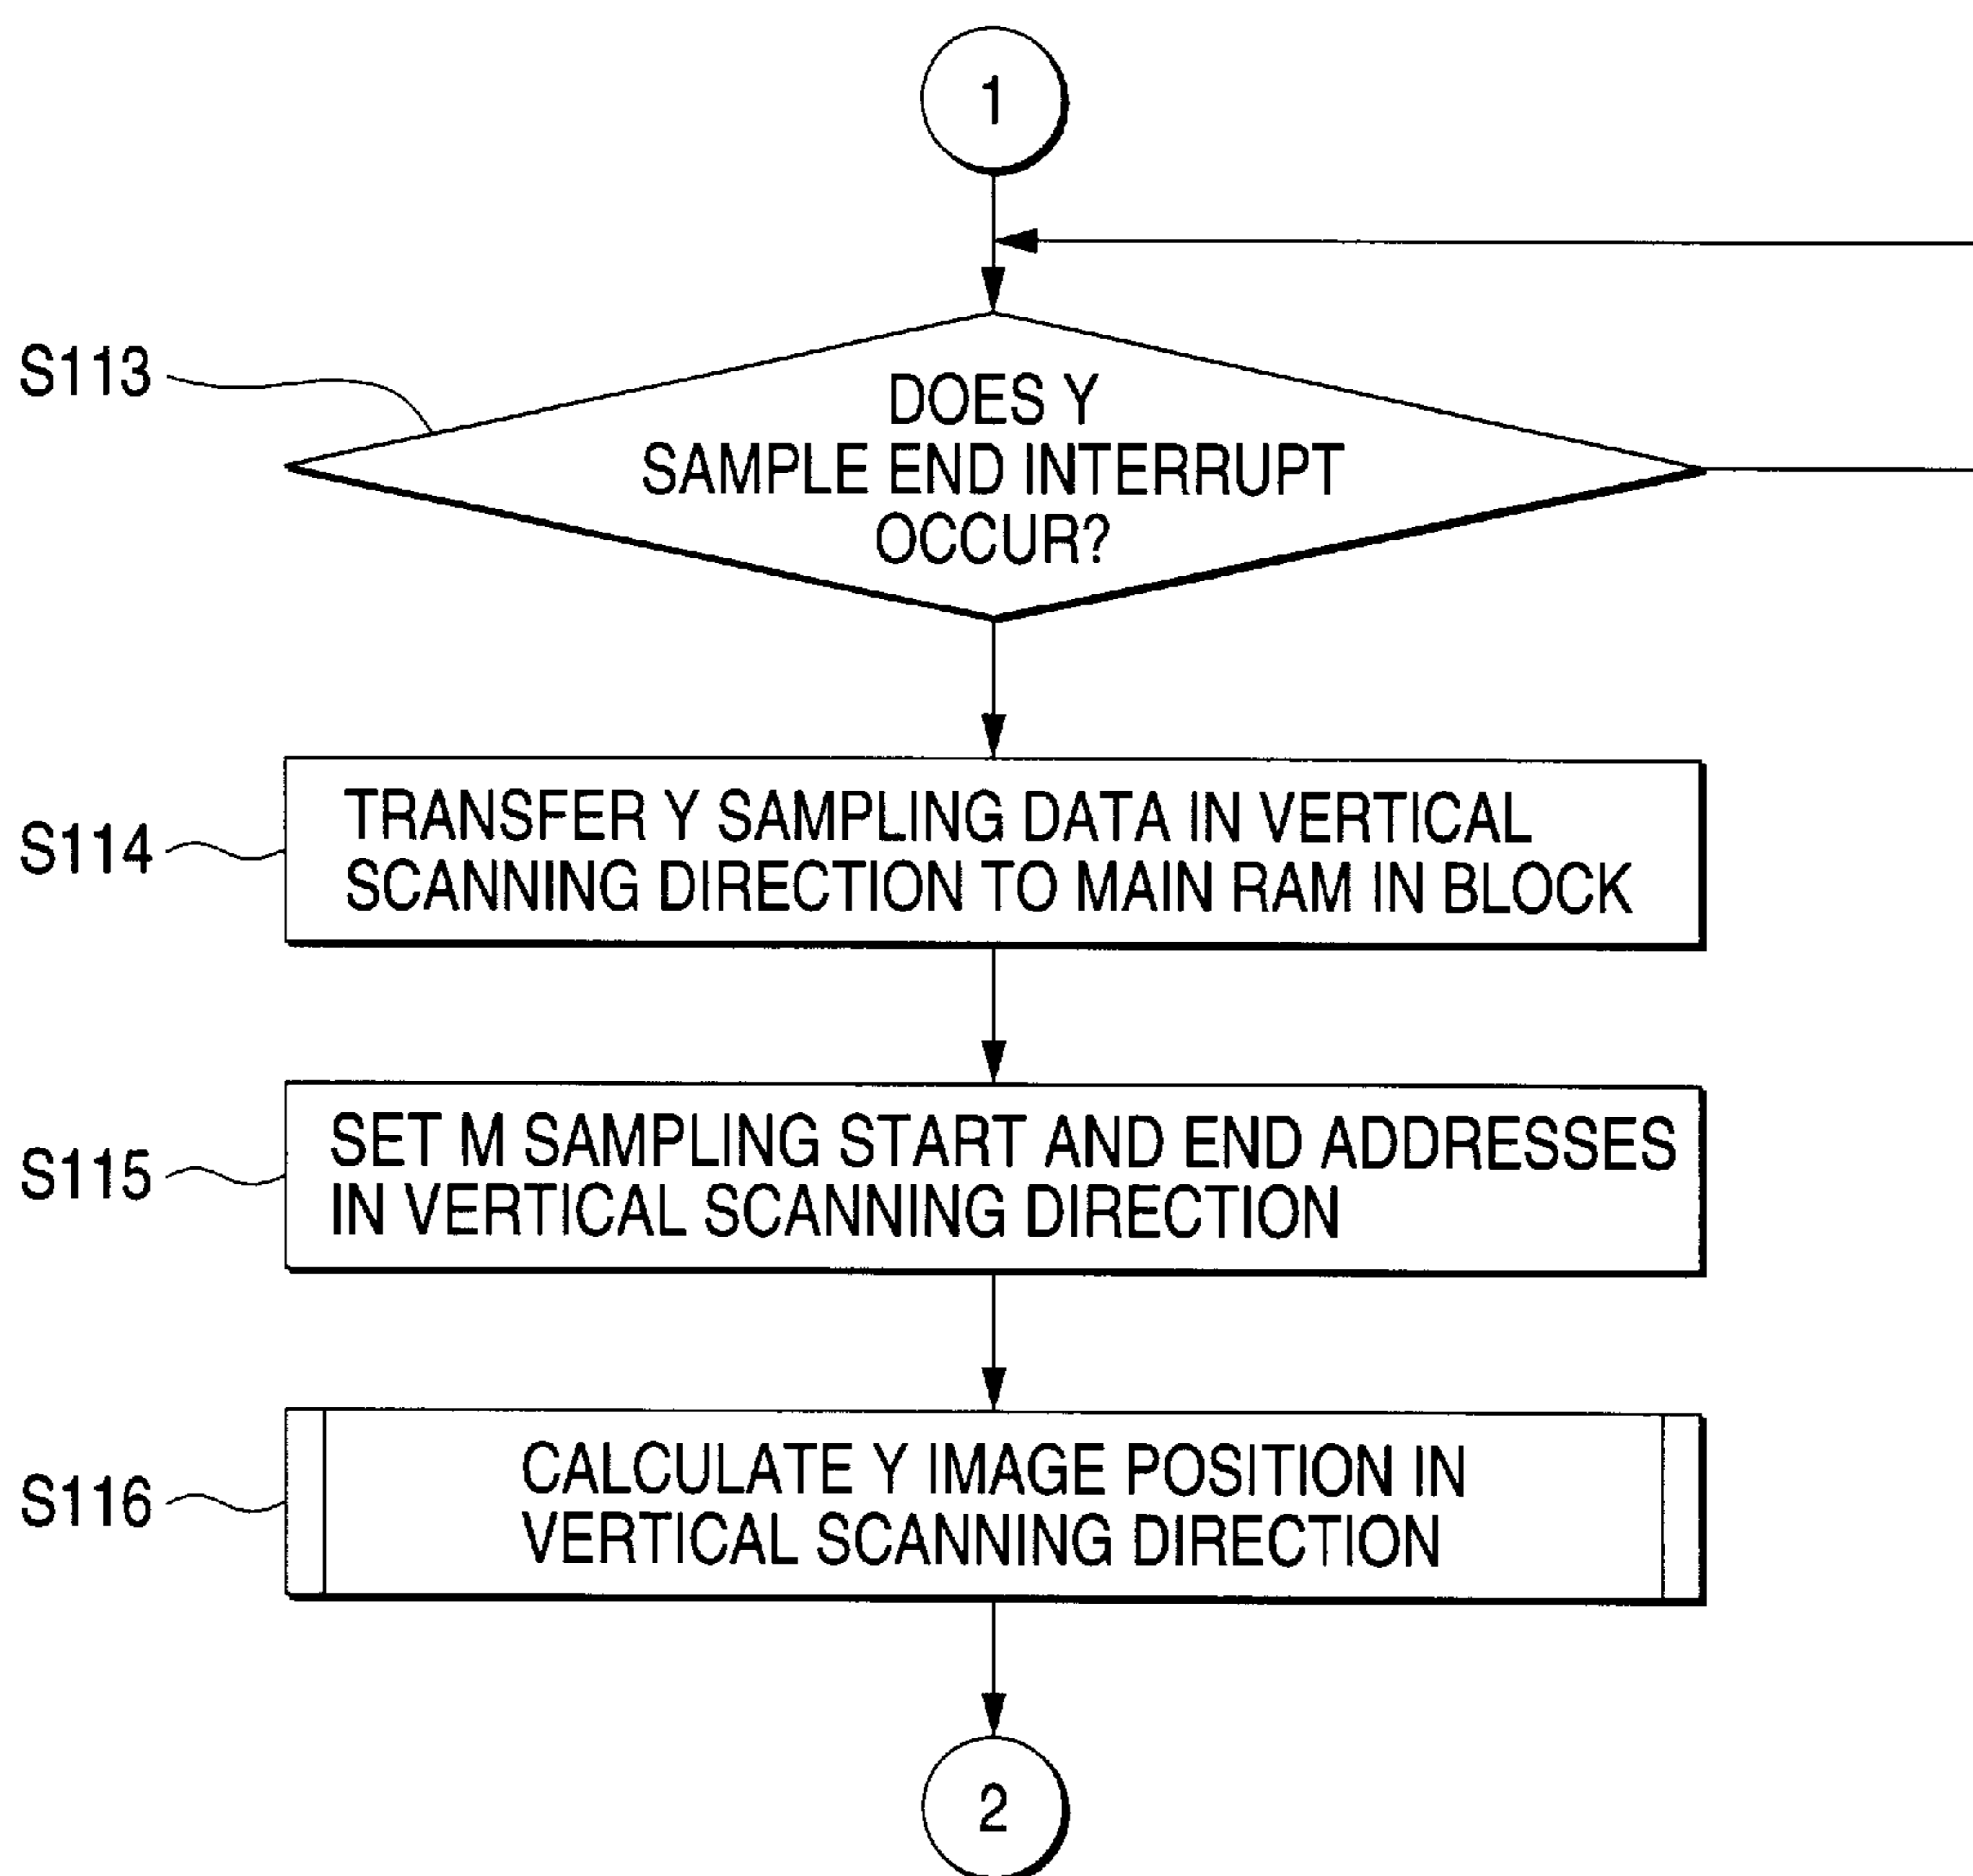 1
S113
DOES Y
SAMPLE END INTERRUPT
OCCUR?
S114
TRANSFER Y SAMPLING DATA IN VERTICAL
SCANNING DIRECTION TO MAIN RAM IN BLOCK
S115
SET M SAMPLING START AND END ADDRESSES
IN VERTICAL SCANNING DIRECTION
S116
CALCULATE Y IMAGE POSITION IN
VERTICAL SCANNING DIRECTION
2